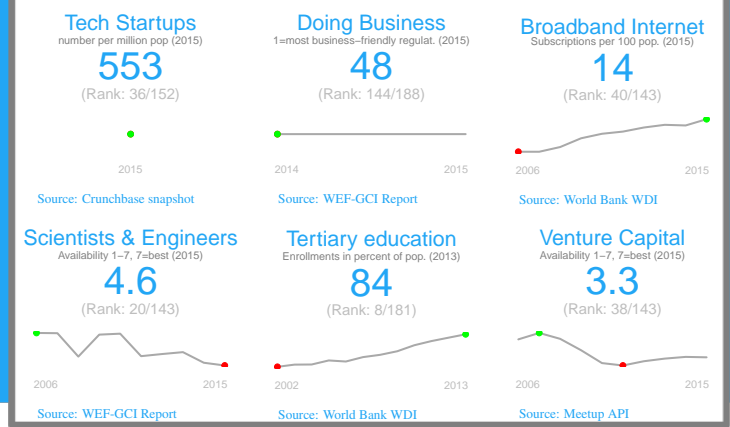 Tech Startups
number per million pop (2015)
553
(Rank: 36/152)
2015
Source: Crunchbase snapshot
Doing Business
1=most business−friendly regulat. (2015)
48
(Rank: 144/188)
2014 2015
Source: WEF-GCI Report
Broadband Internet
Subscriptions per 100 pop. (2015)
14
(Rank: 40/143)
2006 2015
Source: World Bank WDI
Scientists & Engineers
Availability 1−7, 7=best (2015)
4.6
(Rank: 20/143)
2006 2015
Source: WEF-GCI Report
Tertiary education
Enrollments in percent of pop. (2013)
84
(Rank: 8/181)
2002 2013
Source: World Bank WDI
Venture Capital
Availability 1−7, 7=best (2015)
3.3
(Rank: 38/143)
2006 2015
Source: Meetup API